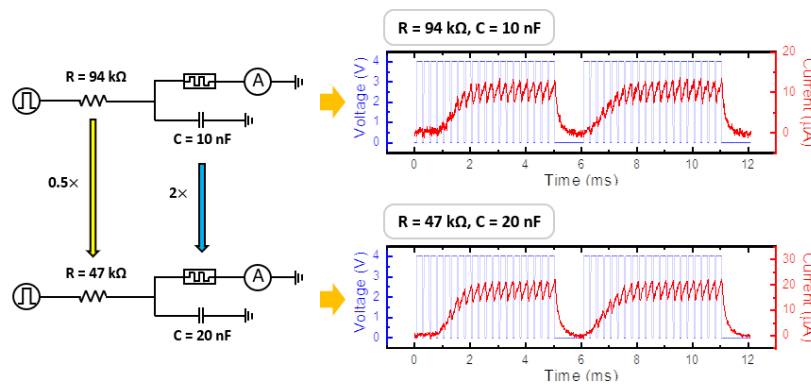 R = 94 kΩ
A
C = 10 nF
0.5×
2×
R = 47 kΩ
A
C = 20 nF
R = 94 kΩ, C = 10 nF
Voltage (V)
4
3
2
1
0
20
10
0
Current (µA)
0 2 4 6 8 10 12
Time (ms)
R = 47 kΩ, C = 20 nF
Voltage (V)
4
3
2
1
0
30
20
10
0
Current (µA)
0 2 4 6 8 10 12
Time (ms)